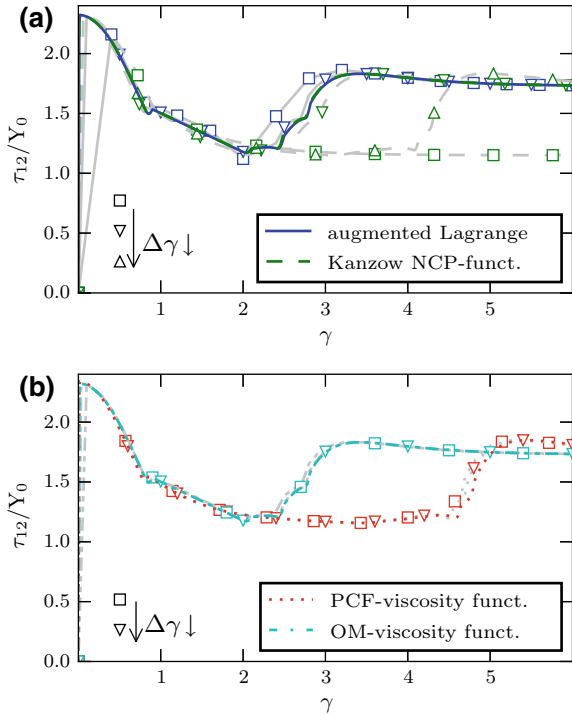 (a)
2.0
1.5
1.0
0.5
0.0
τ₁₂/Y₀
Δγ↓
augmented Lagrange
Kanzow NCP-funct.
1 2 3 4 5
γ
(b)
2.0
1.5
1.0
0.5
0.0
τ₁₂/Y₀
Δγ↓
PCF-viscosity funct.
OM-viscosity funct.
1 2 3 4 5
γ